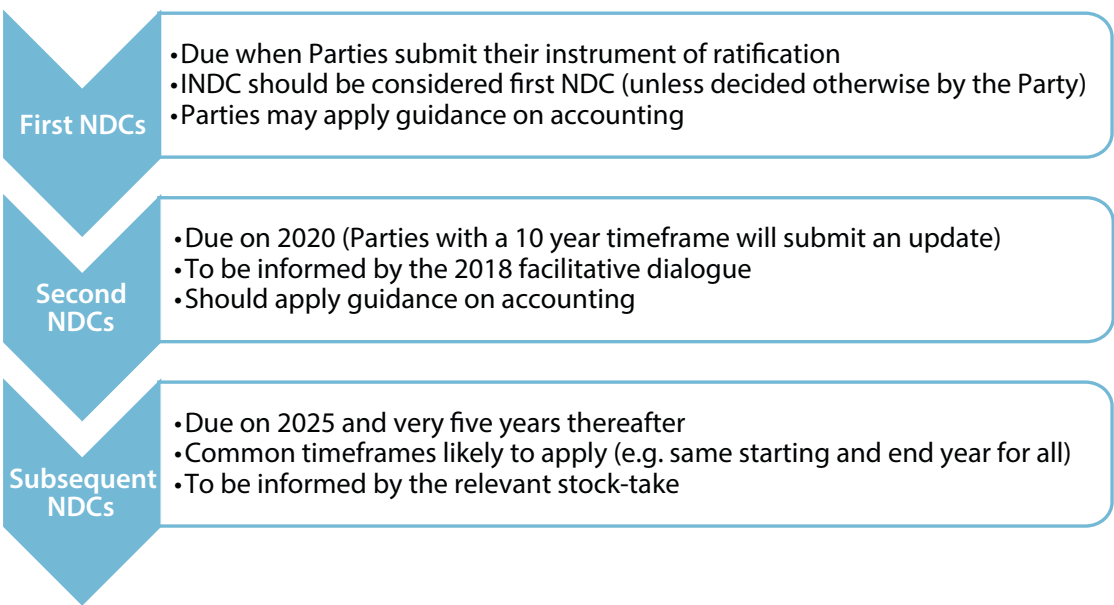 First NDCs
•Due when Parties submit their instrument of ratification
•INDC should be considered first NDC (unless decided otherwise by the Party)
•Parties may apply guidance on accounting
Second
NDCs
•Due on 2020 (Parties with a 10 year timeframe will submit an update)
•To be informed by the 2018 facilitative dialogue
•Should apply guidance on accounting
Subsequent
NDCs
•Due on 2025 and very five years thereafter
•Common timeframes likely to apply (e.g. same starting and end year for all)
•To be informed by the relevant stock-take